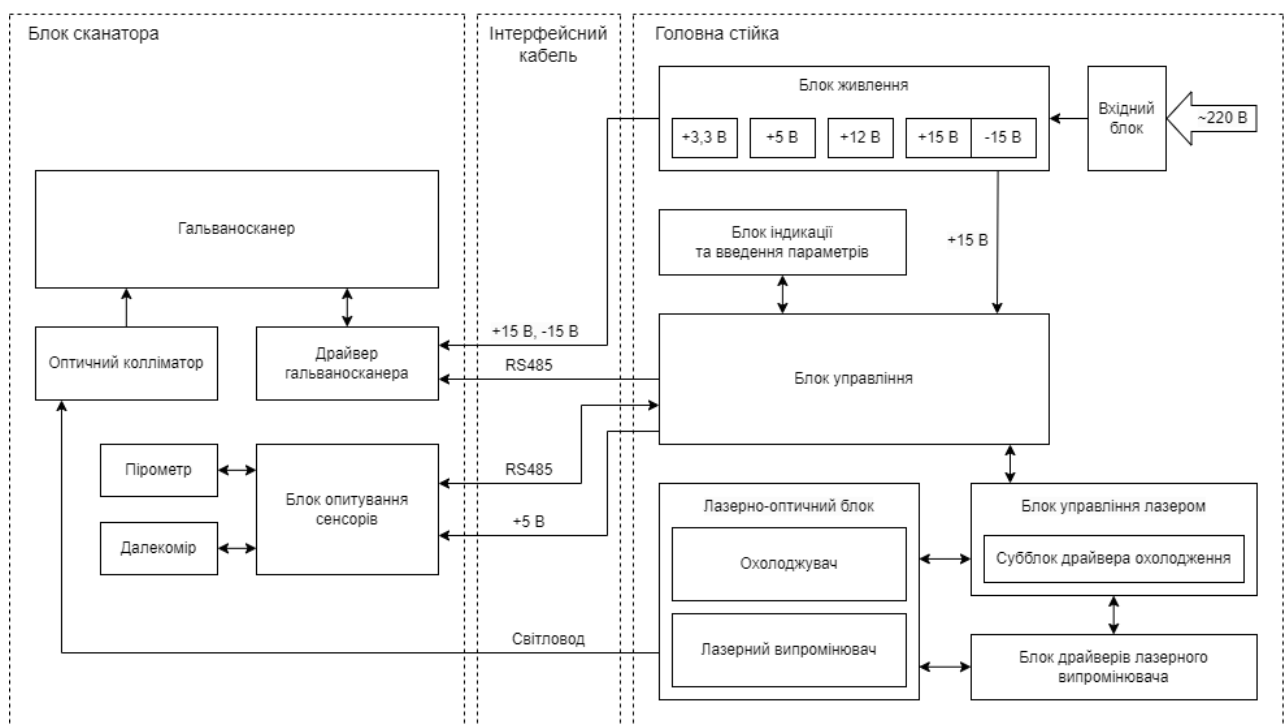 Блок сканатора
Інтерфейсний
кабель
Головна стійка
Блок живлення
+3,3 В
+5 В
+12 В
+15 В
-15 В
Вхідний
блок
~220 В
Гальваносканер
Блок індикації
та введення параметрів
+15 В
Оптичний колліматор
Драйвер
гальваносканера
+15 В, -15 В
RS485
Блок управління
Пірометр
Далекомір
Блок опитування
сенсорів
RS485
+5 В
Лазерно-оптичний блок
Охолоджувач
Лазерний випромінювач
Блок управління лазером
Субблок драйвера охолодження
Світловод
Блок драйверів лазерного
випромінювача